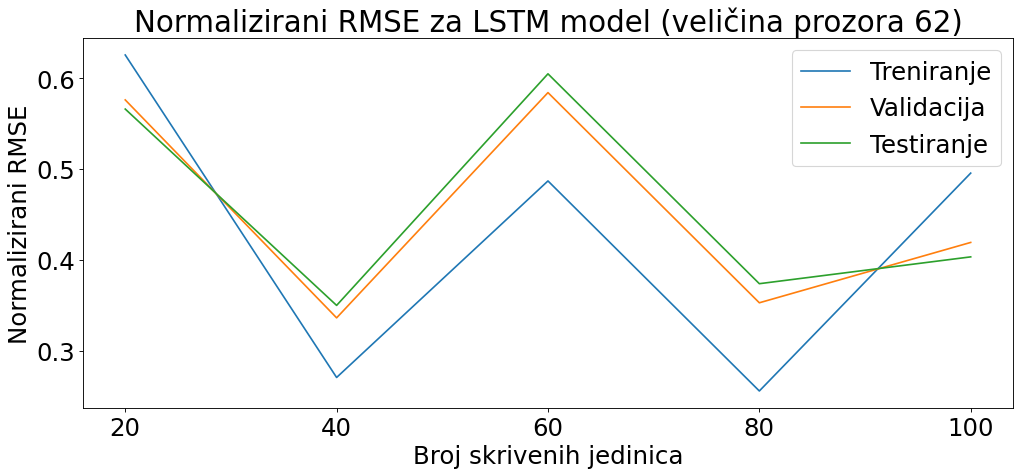 Normalizirani RMSE za LSTM model (veličina prozora 62)
Treniranje
Validacija
Testiranje
Normalizirani RMSE
0.6
0.5
0.4
0.3
20 40 60 80 100
Broj skrivenih jedinica